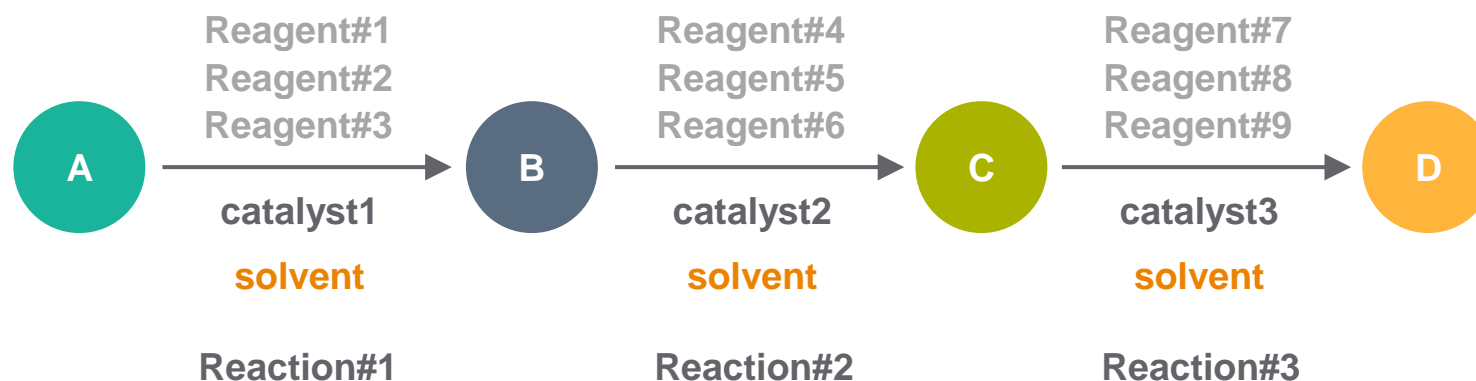 Reagent#1
Reagent#2
Reagent#3
Reagent#4
Reagent#5
Reagent#6
Reagent#7
Reagent#8
Reagent#9
A
B
C
D
catalyst1
catalyst2
catalyst3
solvent
solvent
solvent
Reaction#1
Reaction#2
Reaction#3